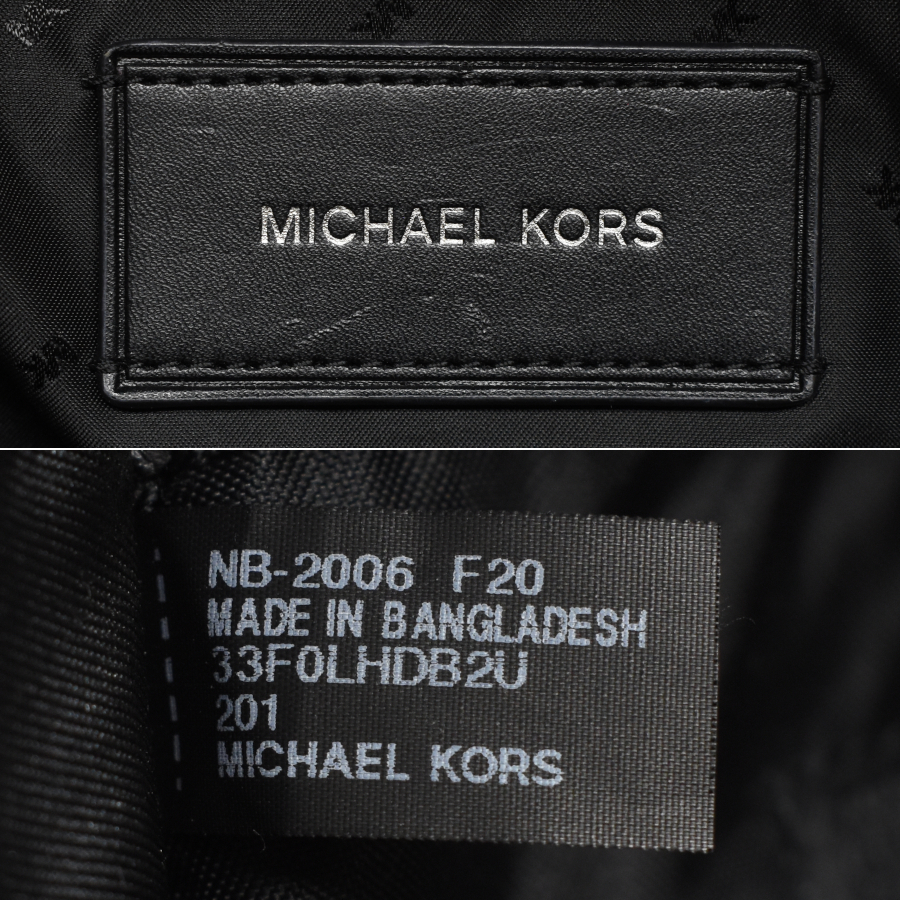 MICHAEL KORS
NB-2006 F20
MADE IN BANGLADESH
33F0LHDB2U
201
MICHAEL KORS